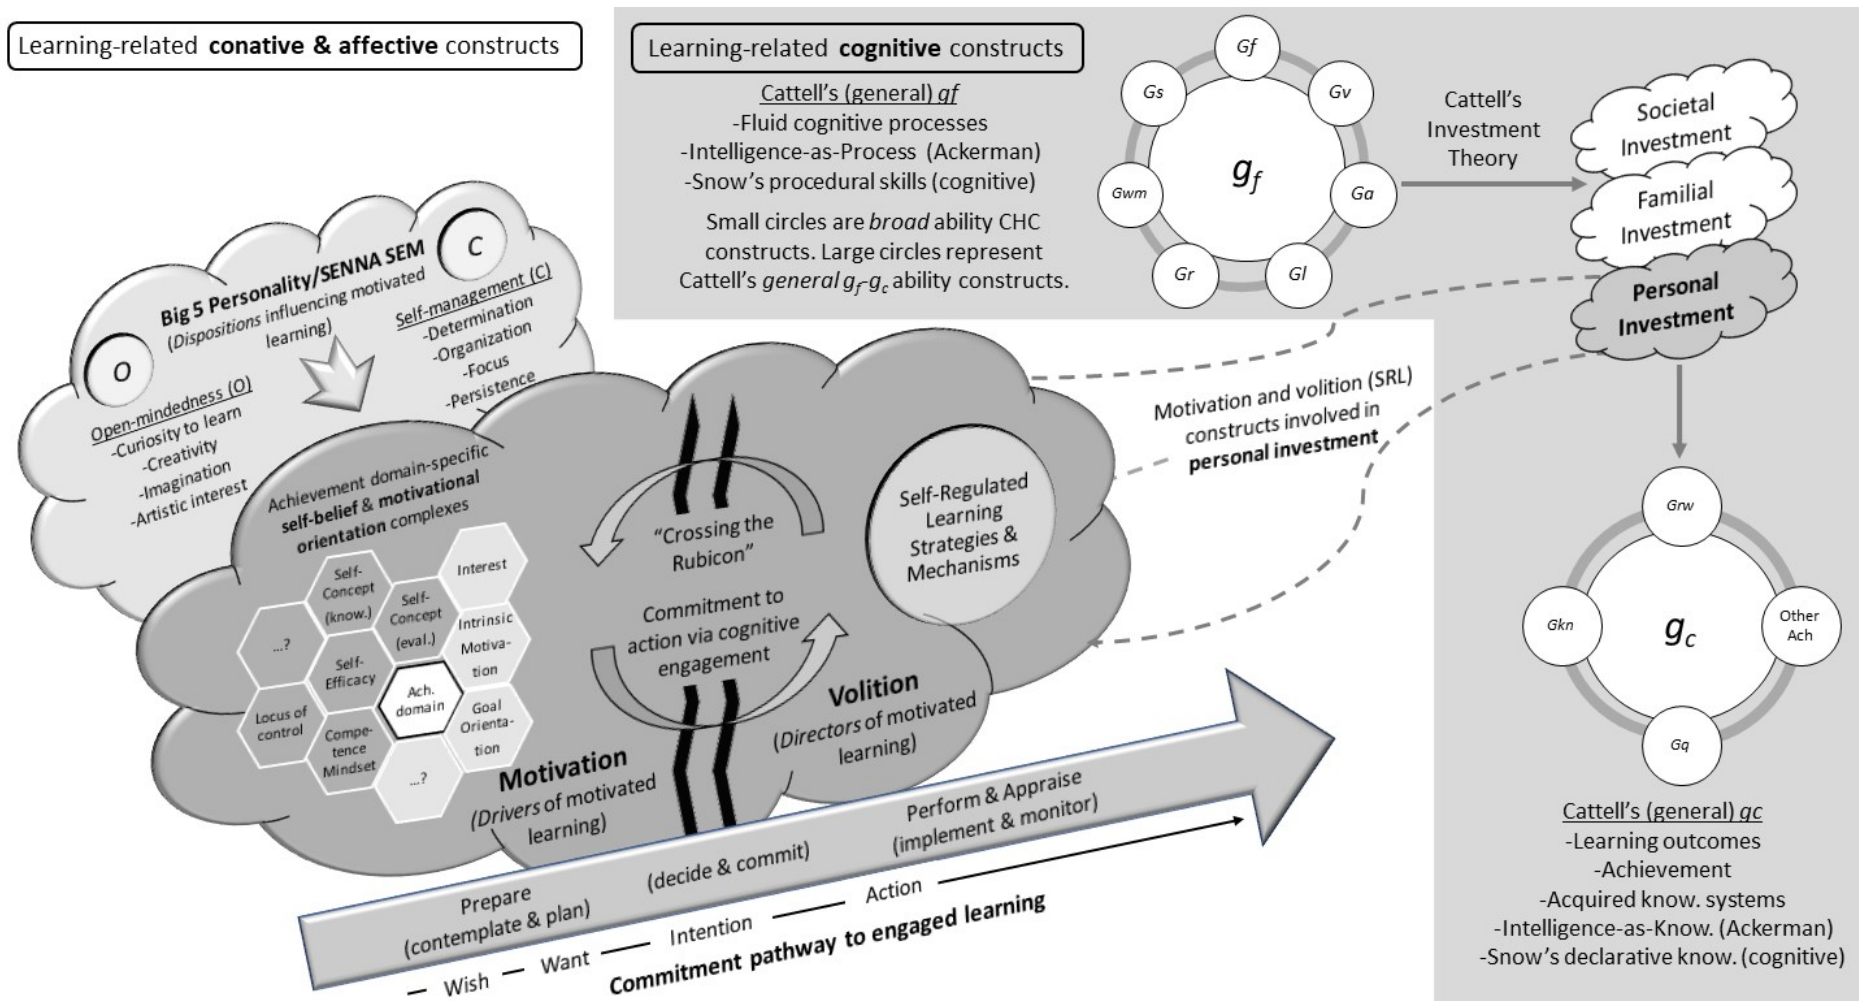 Learning-related conative & affective constructs
Learning-related cognitive constructs
Cattell's (general) gf
-Fluid cognitive processes
-Intelligence-as-Process (Ackerman)
-Snow's procedural skills (cognitive)
Small circles are broad ability CHC
constructs. Large circles represent
Cattell's general gf-gc ability constructs.
Gf
Gv
Ga
Gl
Gr
Gwm
Gs
gf
Cattell's
Investment
Theory
Societal
Investment
Familial
Investment
Personal
Investment
Big 5 Personality/SENNA SEM
(Dispositions influencing motivated
learning)
O
C
Open-mindedness (O)
-Curiosity to learn
-Creativity
-Imagination
-Artistic interest
Self-management (C)
-Determination
-Organization
-Focus
-Persistence
Achievement domain-specific
self-belief & motivational
orientation complexes
Self-
Concept
(know.)
Self-
Concept
(eval.)
Interest
...?
Self-
Efficacy
Intrinsic
Motiva-
tion
Ach.
domain
Locus of
control
Compe-
tence
Mindset
Goal
Orienta-
tion
...?
"Crossing the
Rubicon"
Commitment to
action via cognitive
engagement
Self-Regulated
Learning
Strategies &
Mechanisms
Motivation and volition (SRL)
constructs involved in
personal investment
Motivation
(Drivers of motivated
learning)
Volition
(Directors of motivated
learning)
Prepare
(contemplate & plan)
(decide & commit)
Perform & Appraise
(implement & monitor)
Wish
Want
Intention
Action
Commitment pathway to engaged learning
Grw
Gkn
Other
Ach
Gq
gc
Cattell's (general) gc
-Learning outcomes
-Achievement
-Acquired know. systems
-Intelligence-as-Know. (Ackerman)
-Snow's declarative know. (cognitive)